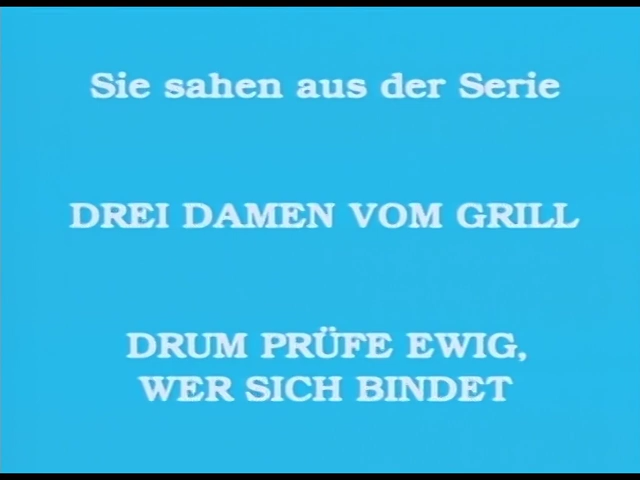 Sie sahen aus der Serie
DREI DAMEN VOM GRILL
DRUM PRÜFE EWIG,
WER SICH BINDET